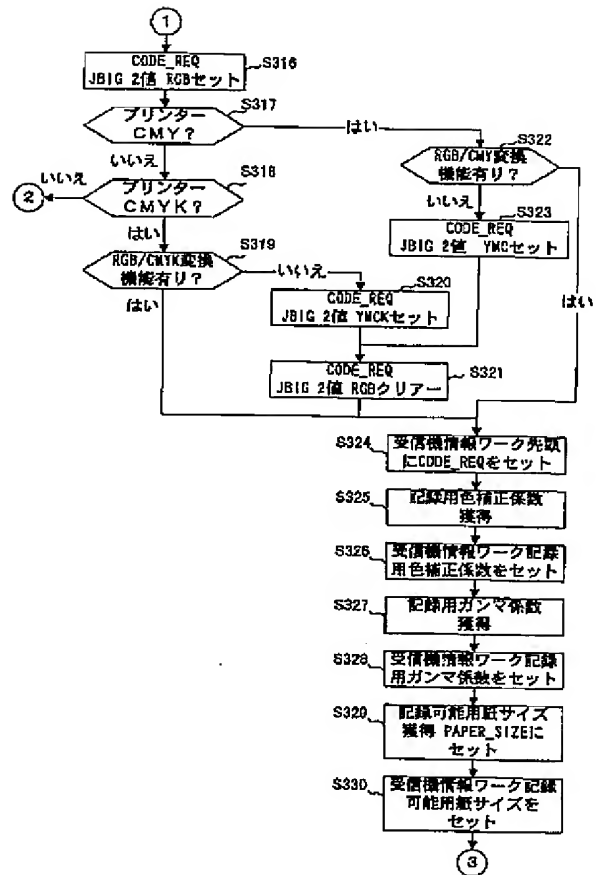 1
CODE_REQ
JBIG 2値 RGBセット
S316
プリンター
CMY?
S317
はい
いいえ
RGB/CMY変換
機能有り?
S322
いいえ
2
いいえ
プリンター
CMYK?
S318
はい
CODE_REQ
JBIG 2値 YMCセット
S323
RGB/CMYK変換
機能有り?
S319
いいえ
はい
はい
CODE_REQ
JBIG 2値 YMCKセット
S320
CODE_REQ
JBIG 2値 RGBクリアー
S321
S324
受信機情報ワーク先頭
にCODE_REQをセット
S325
記録用色補正係数
獲得
S326
受信機情報ワーク記録
用色補正係数をセット
S327
記録用ガンマ係数
獲得
S328
受信機情報ワーク記録
用ガンマ係数をセット
S329
記録可能用紙サイズ
獲得 PAPER_SIZEに
セット
S330
受信機情報ワーク記録
可能用紙サイズを
セット
3